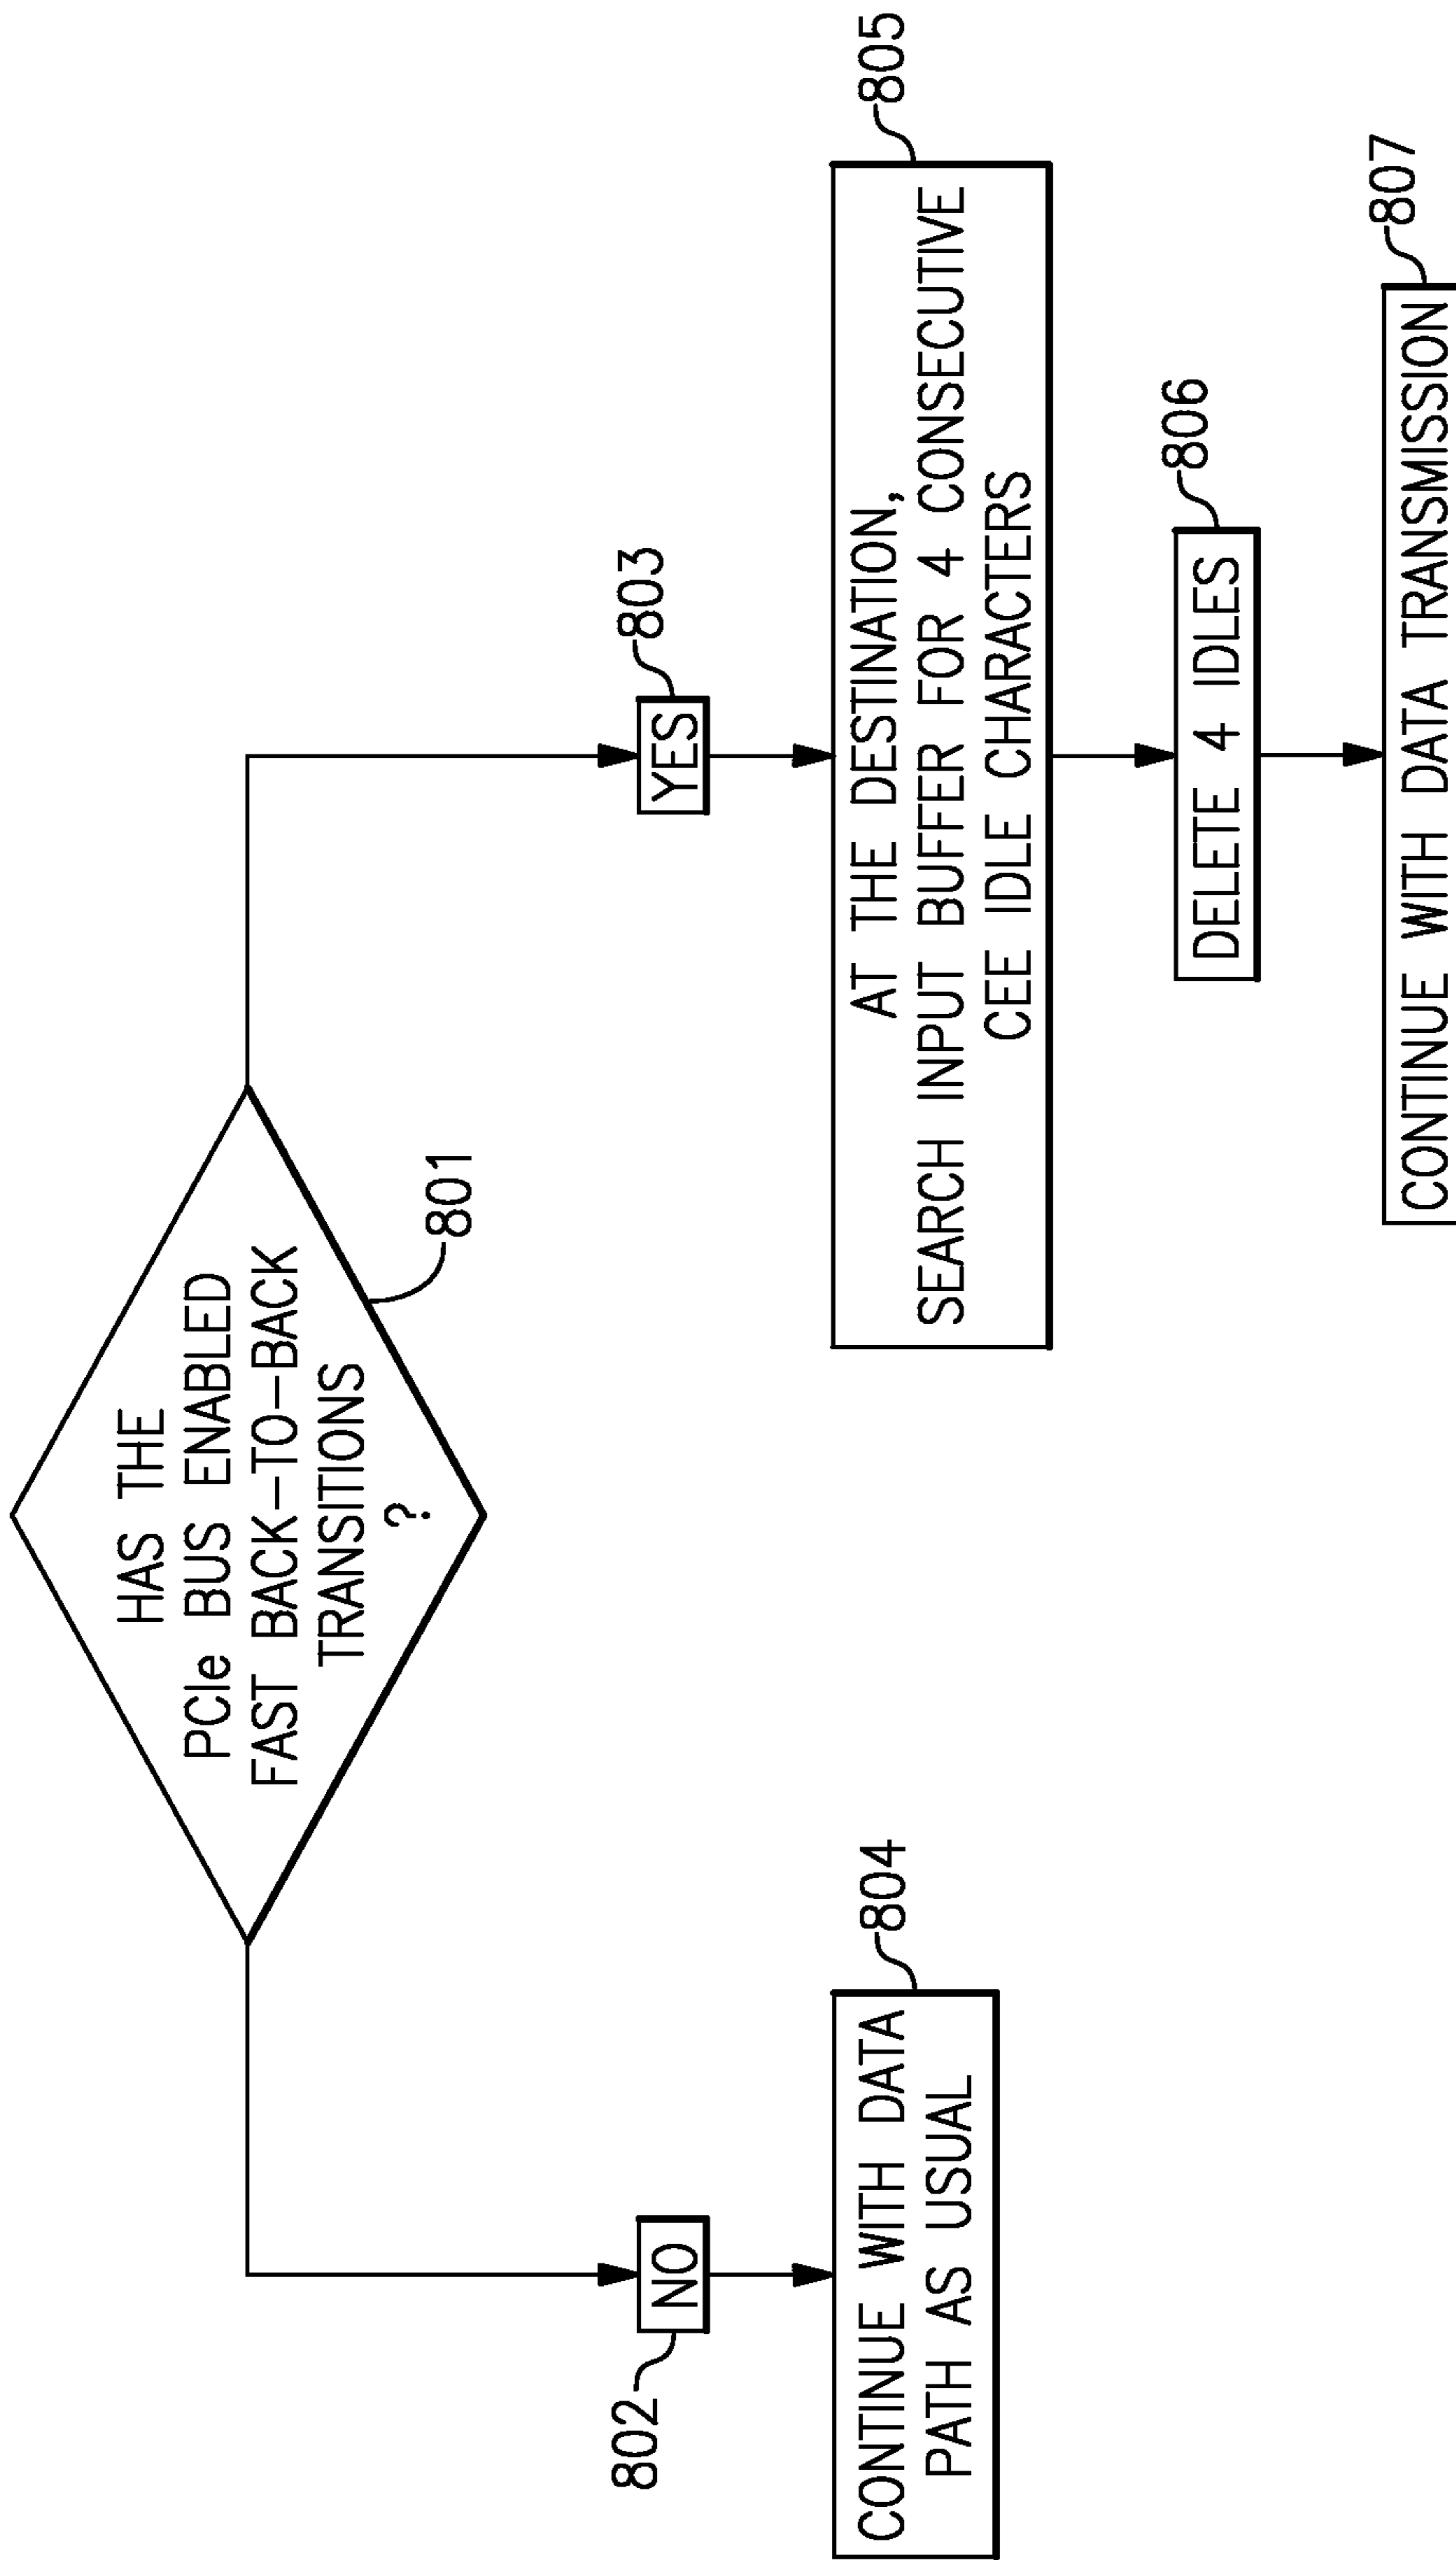 HAS THE
PCIe BUS ENABLED
FAST BACK-TO-BACK
TRANSITIONS
?
801
802
NO
YES
803
CONTINUE WITH DATA
PATH AS USUAL
804
AT THE DESTINATION,
SEARCH INPUT BUFFER FOR 4 CONSECUTIVE
CEE IDLE CHARACTERS
805
DELETE 4 IDLES
806
CONTINUE WITH DATA TRANSMISSION
807